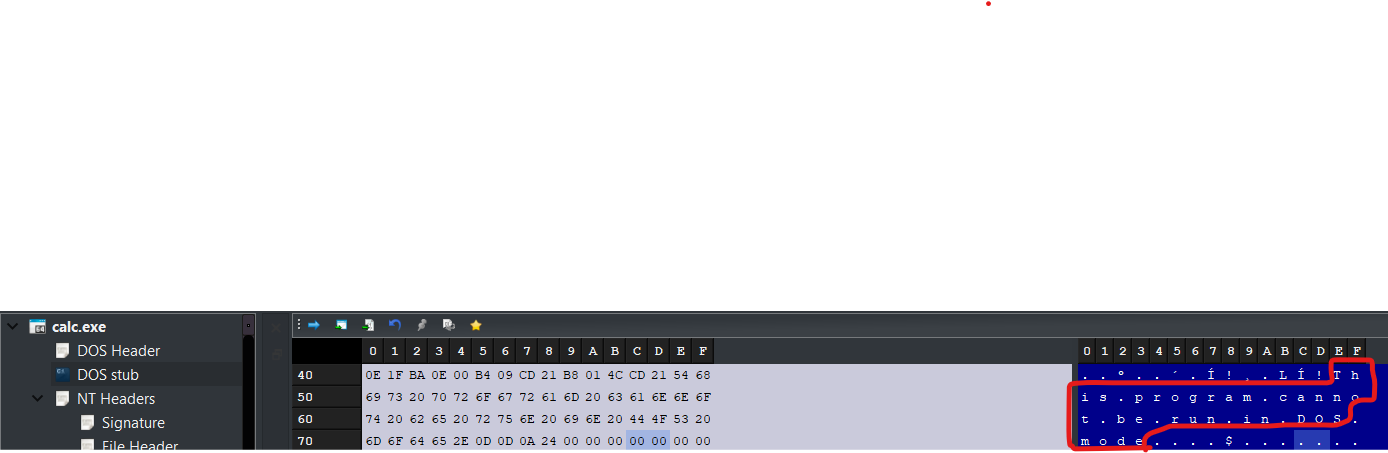 calc.exe
DOS Header
DOS stub
NT Headers
Signature
File Header
0 1 2 3 4 5 6 7 8 9 A B C D E F 0 1 2 3 4 5 6 7 8 9 A B C D E F
40 0E 1F BA 0E 00 B4 09 CD 21 B8 01 4C CD 21 54 68 . . º . . ´ . Í ! ¸ . L Í ! T h
50 69 73 20 70 72 6F 67 72 61 6D 20 63 61 6E 6E 6F i s . p r o g r a m . c a n n o
60 74 20 62 65 20 72 75 6E 20 69 6E 20 44 4F 53 20 t . b e . r u n . i n . D O S .
70 6D 6F 64 65 2E 0D 0D 0A 24 00 00 00 00 00 00 00 m o d e . . . . $ . . . . . . .